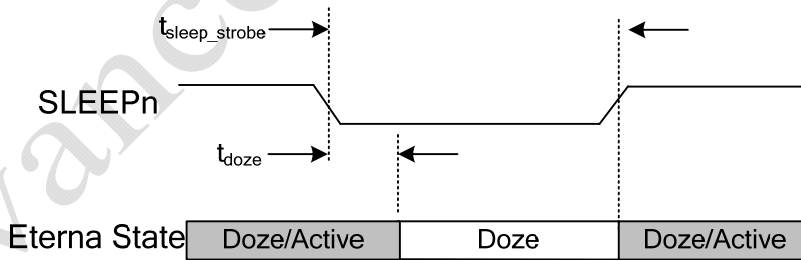 tsleep_strobe
SLEEPn
tdoze
Eterna State Doze/Active Doze Doze/Active